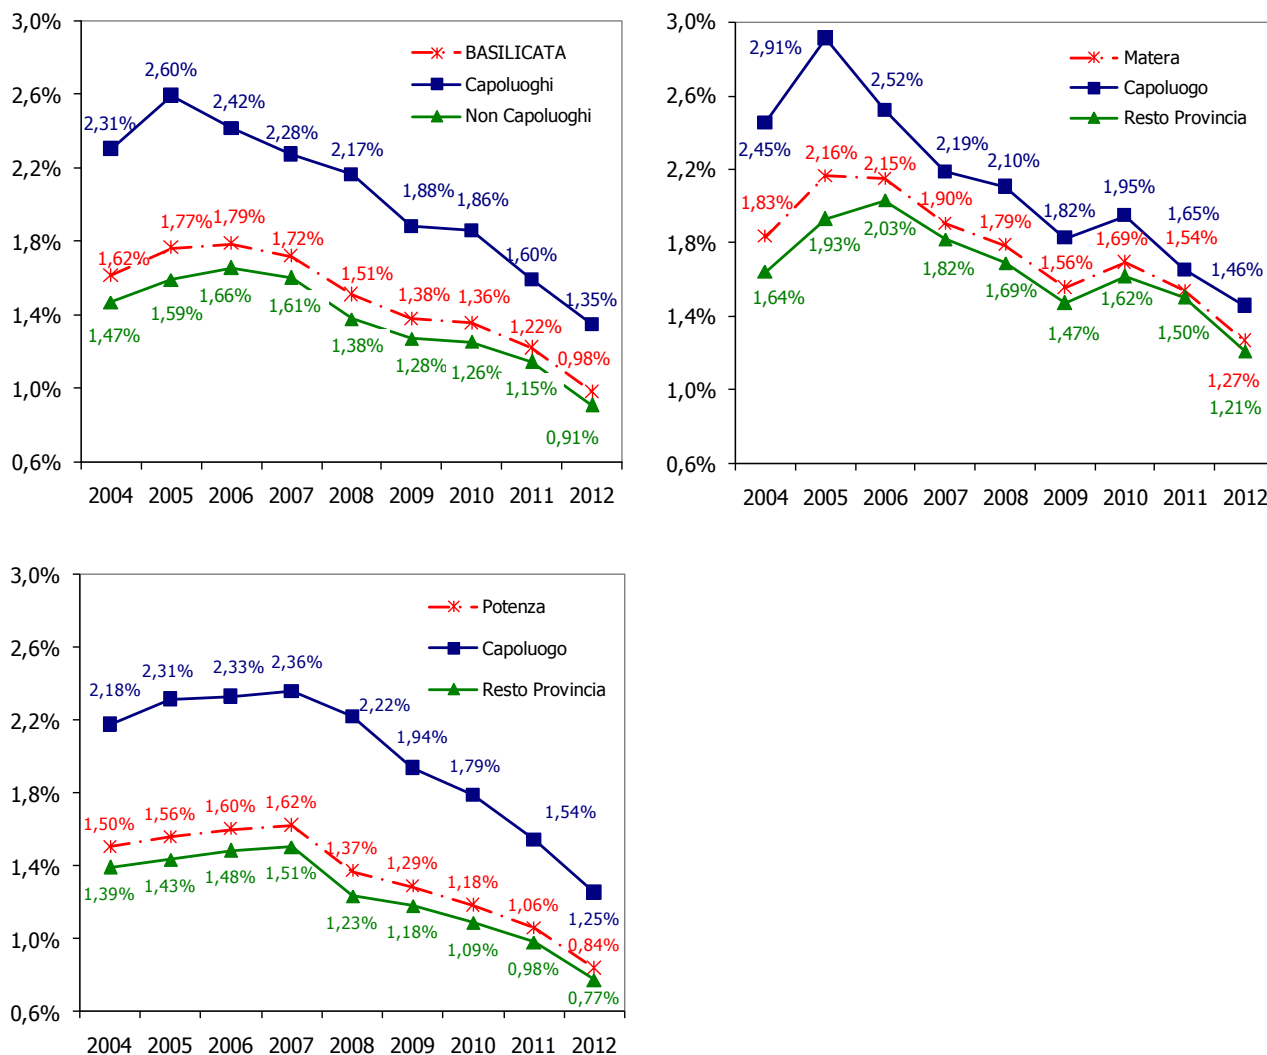 3,0%
2,6%
2,2%
1,8%
1,4%
1,0%
0,6%
BASILICATA
Capoluoghi
Non Capoluoghi
2,31% 2,60% 2,42% 2,28% 2,17% 1,88% 1,86% 1,60% 1,35%
1,62% 1,77% 1,79% 1,72% 1,51% 1,38% 1,36% 1,22% 0,98%
1,47% 1,59% 1,66% 1,61% 1,38% 1,28% 1,26% 1,15% 0,91%
2004 2005 2006 2007 2008 2009 2010 2011 2012
3,0%
2,6%
2,2%
1,8%
1,4%
1,0%
0,6%
Matera
Capoluogo
Resto Provincia
2,45% 2,91% 2,52% 2,19% 2,10% 1,82% 1,95% 1,65% 1,46%
1,83% 2,16% 2,15% 1,90% 1,79% 1,56% 1,69% 1,54% 1,27%
1,64% 1,93% 2,03% 1,82% 1,69% 1,47% 1,62% 1,50% 1,21%
2004 2005 2006 2007 2008 2009 2010 2011 2012
3,0%
2,6%
2,2%
1,8%
1,4%
1,0%
0,6%
Potenza
Capoluogo
Resto Provincia
2,18% 2,31% 2,33% 2,36% 2,22% 1,94% 1,79% 1,54% 1,25%
1,50% 1,56% 1,60% 1,62% 1,37% 1,29% 1,18% 1,06% 0,84%
1,39% 1,43% 1,48% 1,51% 1,23% 1,18% 1,09% 0,98% 0,77%
2004 2005 2006 2007 2008 2009 2010 2011 2012